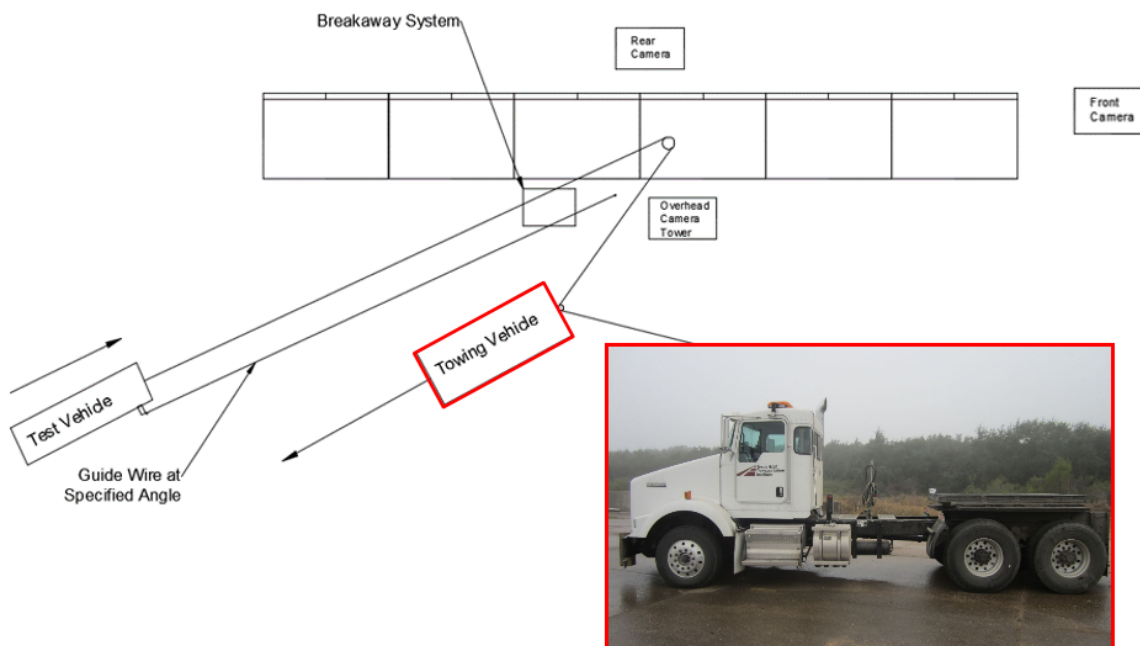 Breakaway System
Rear
Camera
Front
Camera
Overhead
Camera
Tower
Towing Vehicle
Test Vehicle
Guide Wire at
Specified Angle